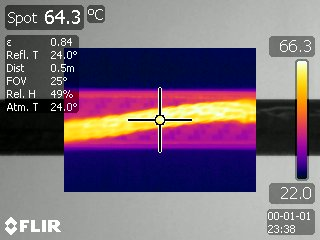 Spot 64.3 °C
ε 0.84
Refl. T 24.0°
Dist 0.5m
FOV 25°
Rel. H 49%
Atm. T 24.0°
66.3
22.0
00-01-01
23:38
FLIR